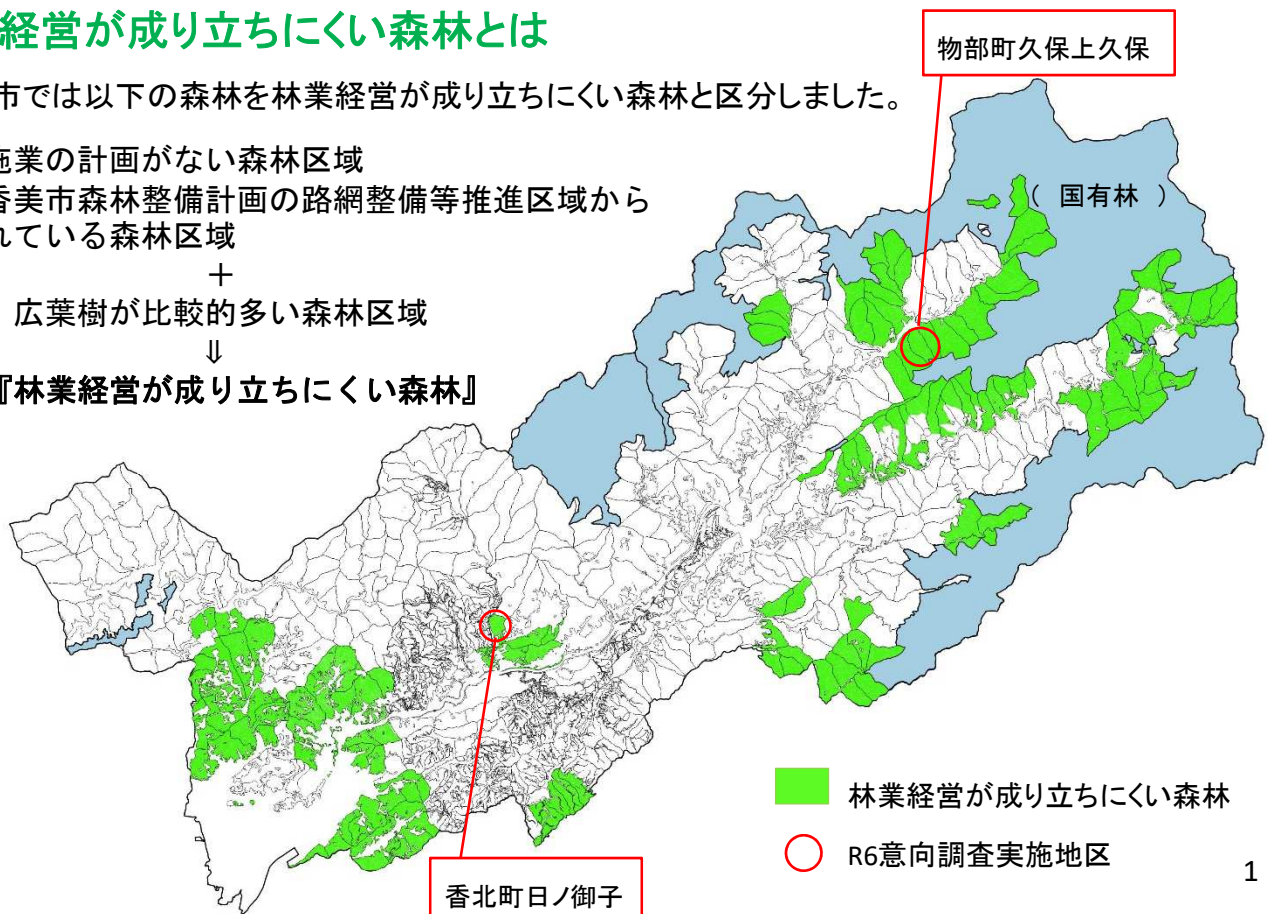 経営が成り立ちにくい森林とは
物部町久保上久保
市では以下の森林を林業経営が成り立ちにくい森林と区分しました。
施業の計画がない森林区域
香美市森林整備計画の路網整備等推進区域から
れている森林区域
（ 国有林 ）
＋
広葉樹が比較的多い森林区域
⇓
『林業経営が成り立ちにくい森林』
林業経営が成り立ちにくい森林
R6意向調査実施地区
香北町日ノ御子
1